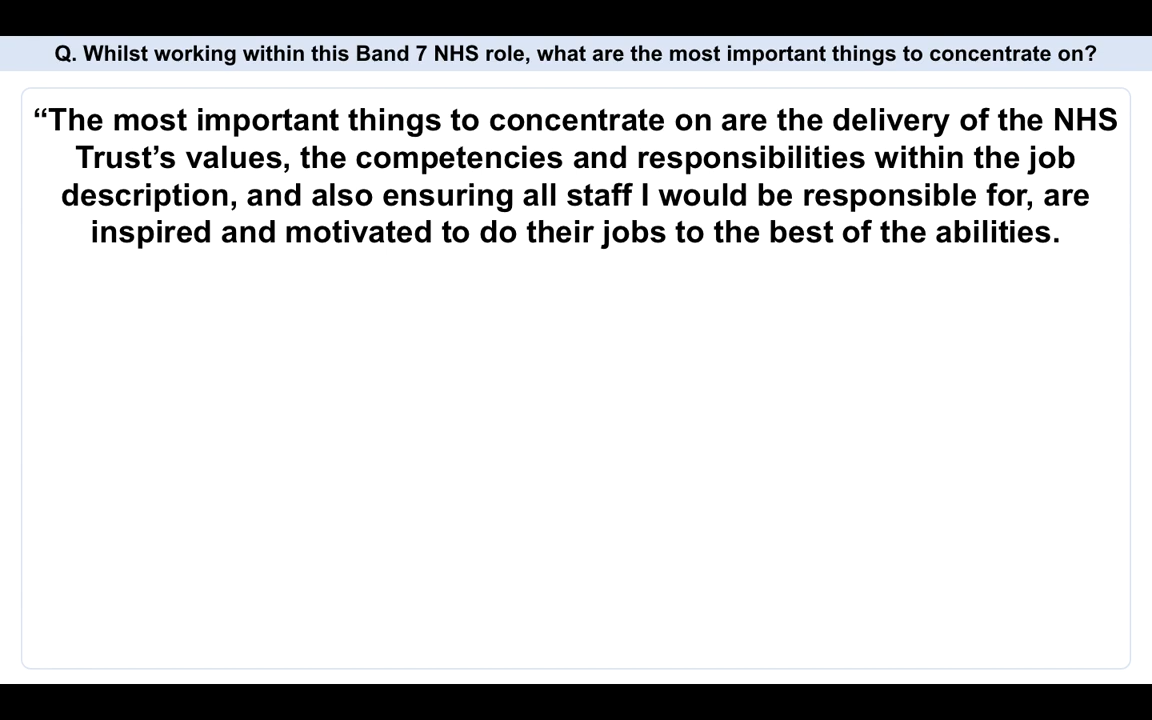 Q. Whilst working within this Band 7 NHS role, what are the most important things to concentrate on?
“The most important things to concentrate on are the delivery of the NHS
Trust’s values, the competencies and responsibilities within the job
description, and also ensuring all staff I would be responsible for, are
inspired and motivated to do their jobs to the best of the abilities.